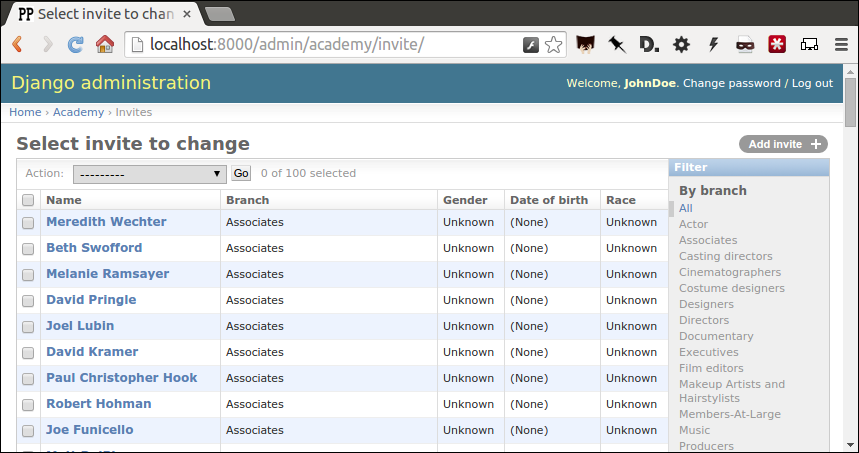 PP Select invite to chan
localhost:8000/admin/academy/invite/
Django administration
Welcome, JohnDoe. Change password / Log out
Home › Academy › Invites
Select invite to change
Add invite +
Action: --------- Go 0 of 100 selected
Name Branch Gender Date of birth Race
Meredith Wechter Associates Unknown (None) Unknown
Beth Swofford Associates Unknown (None) Unknown
Melanie Ramsayer Associates Unknown (None) Unknown
David Pringle Associates Unknown (None) Unknown
Joel Lubin Associates Unknown (None) Unknown
David Kramer Associates Unknown (None) Unknown
Paul Christopher Hook Associates Unknown (None) Unknown
Robert Hohman Associates Unknown (None) Unknown
Joe Funicello Associates Unknown (None) Unknown
Filter
By branch
All
Actor
Associates
Casting directors
Cinematographers
Costume designers
Designers
Directors
Documentary
Executives
Film editors
Makeup Artists and
Hairstylists
Members-At-Large
Music
Producers